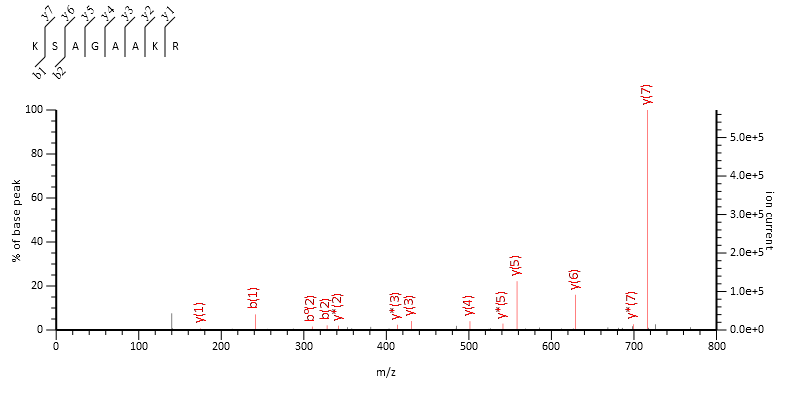 y7 y6 y5 y4 y3 y2 y1
K S A G A A K R
b1 b2
y(7)
y(6)
y(5)
b(1)
y(1)
b°(2)
b(2)
y*(2)
y*(3)
y(3)
y(4)
y*(5)
y*(7)
100
80
60
40
20
0
% of base peak
5.0e+5
4.0e+5
3.0e+5
2.0e+5
1.0e+5
0.0e+0
ion current
0 100 200 300 400 500 600 700 800
m/z